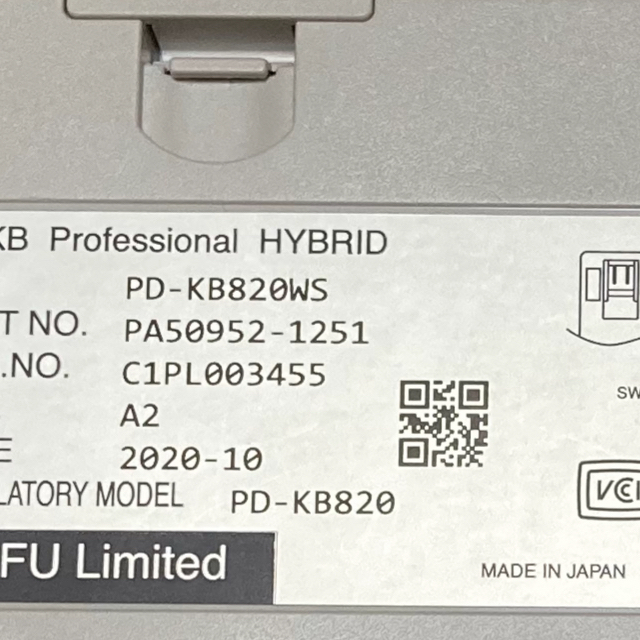 KB Professional HYBRID
PD-KB820WS
T NO. PA50952-1251
.NO. C1PL003455
A2
E 2020-10
LATORY MODEL PD-KB820
FU Limited
SW
VCI
MADE IN JAPAN